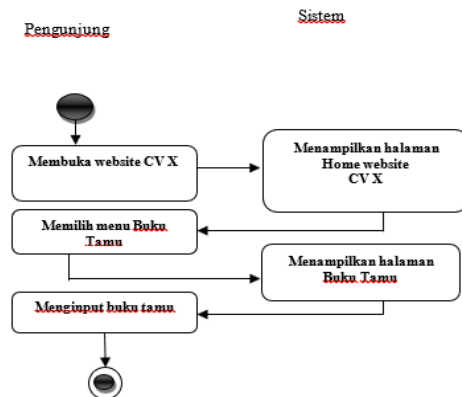 Pengunjung
Sistem
Membuka website CV X
Menampilkan halaman
Home website
CV X
Memilih menu Buku
Tamu
Menampilkan halaman
Buku Tamu
Menginput buku tamu